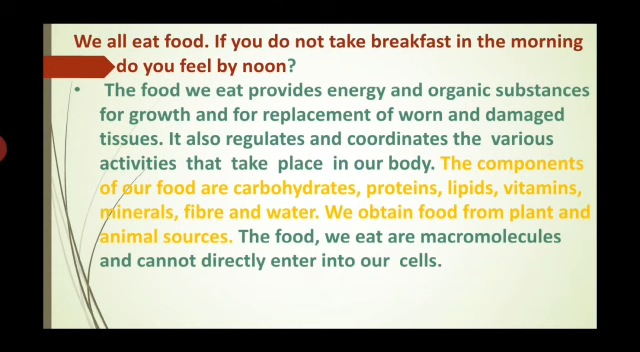 We all eat food. If you do not take breakfast in the morning
do you feel by noon?
• The food we eat provides energy and organic substances
for growth and for replacement of worn and damaged
tissues. It also regulates and coordinates the various
activities that take place in our body. The components
of our food are carbohydrates, proteins, lipids, vitamins,
minerals, fibre and water. We obtain food from plant and
animal sources. The food, we eat are macromolecules
and cannot directly enter into our cells.